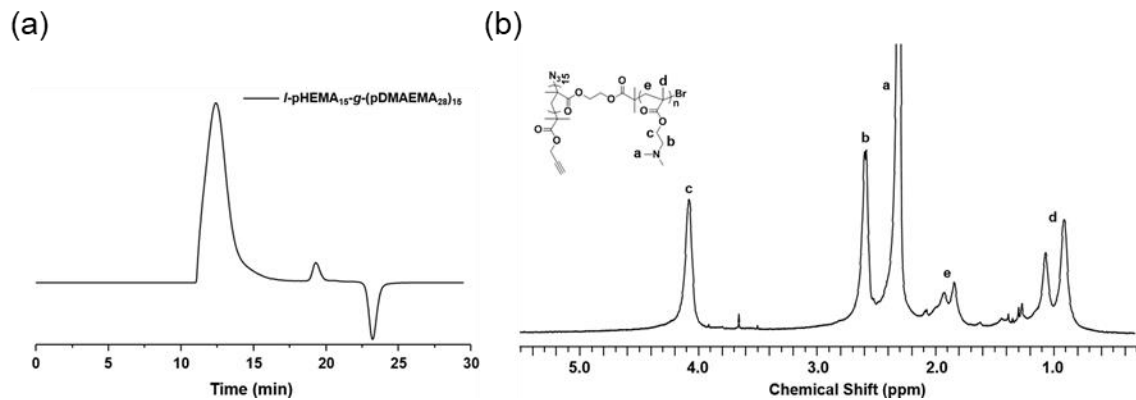 (a)
l-pHEMA15-g-(pDMAEMA28)15
0 5 10 15 20 25 30
Time (min)
(b)
N3 15
O O O O e d Br
n
O O c b
a N
a
b
c
d
e
5.0 4.0 3.0 2.0 1.0
Chemical Shift (ppm)